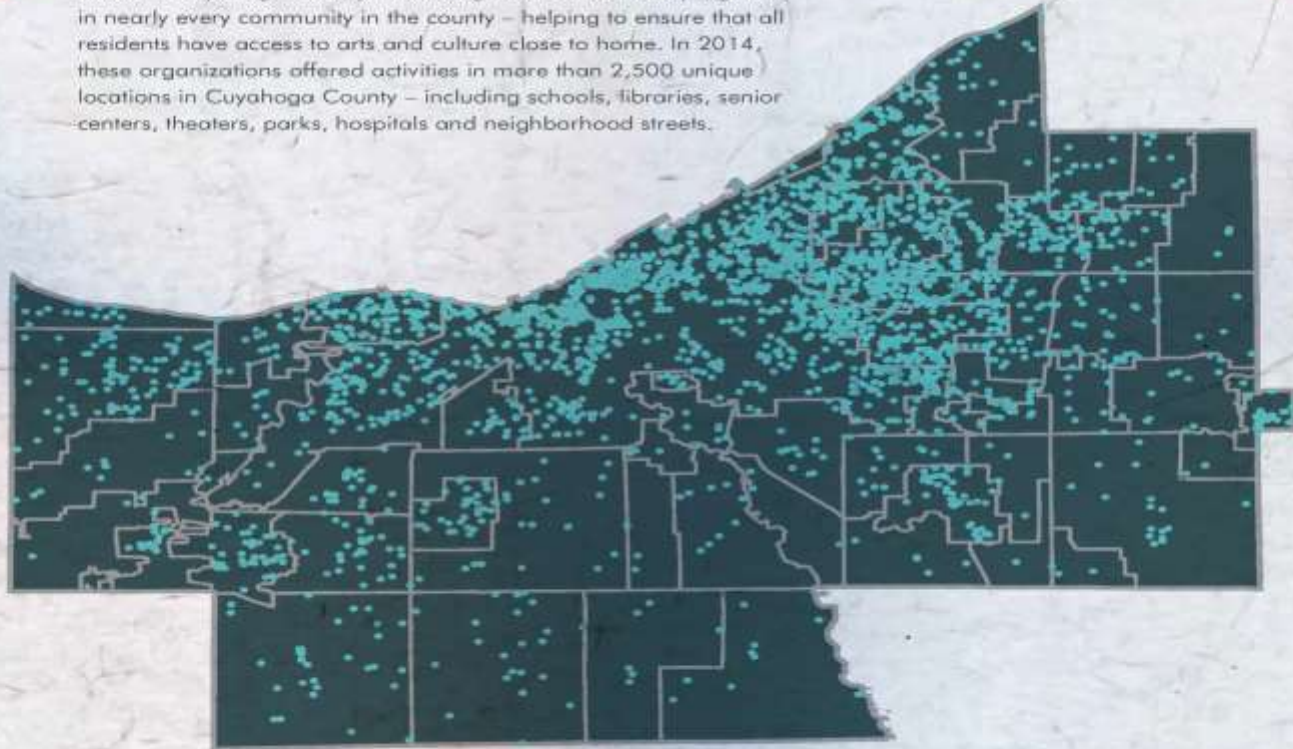 in nearly every community in the county – helping to ensure that all
residents have access to arts and culture close to home. In 2014,
these organizations offered activities in more than 2,500 unique
locations in Cuyahoga County – including schools, libraries, senior
centers, theaters, parks, hospitals and neighborhood streets.